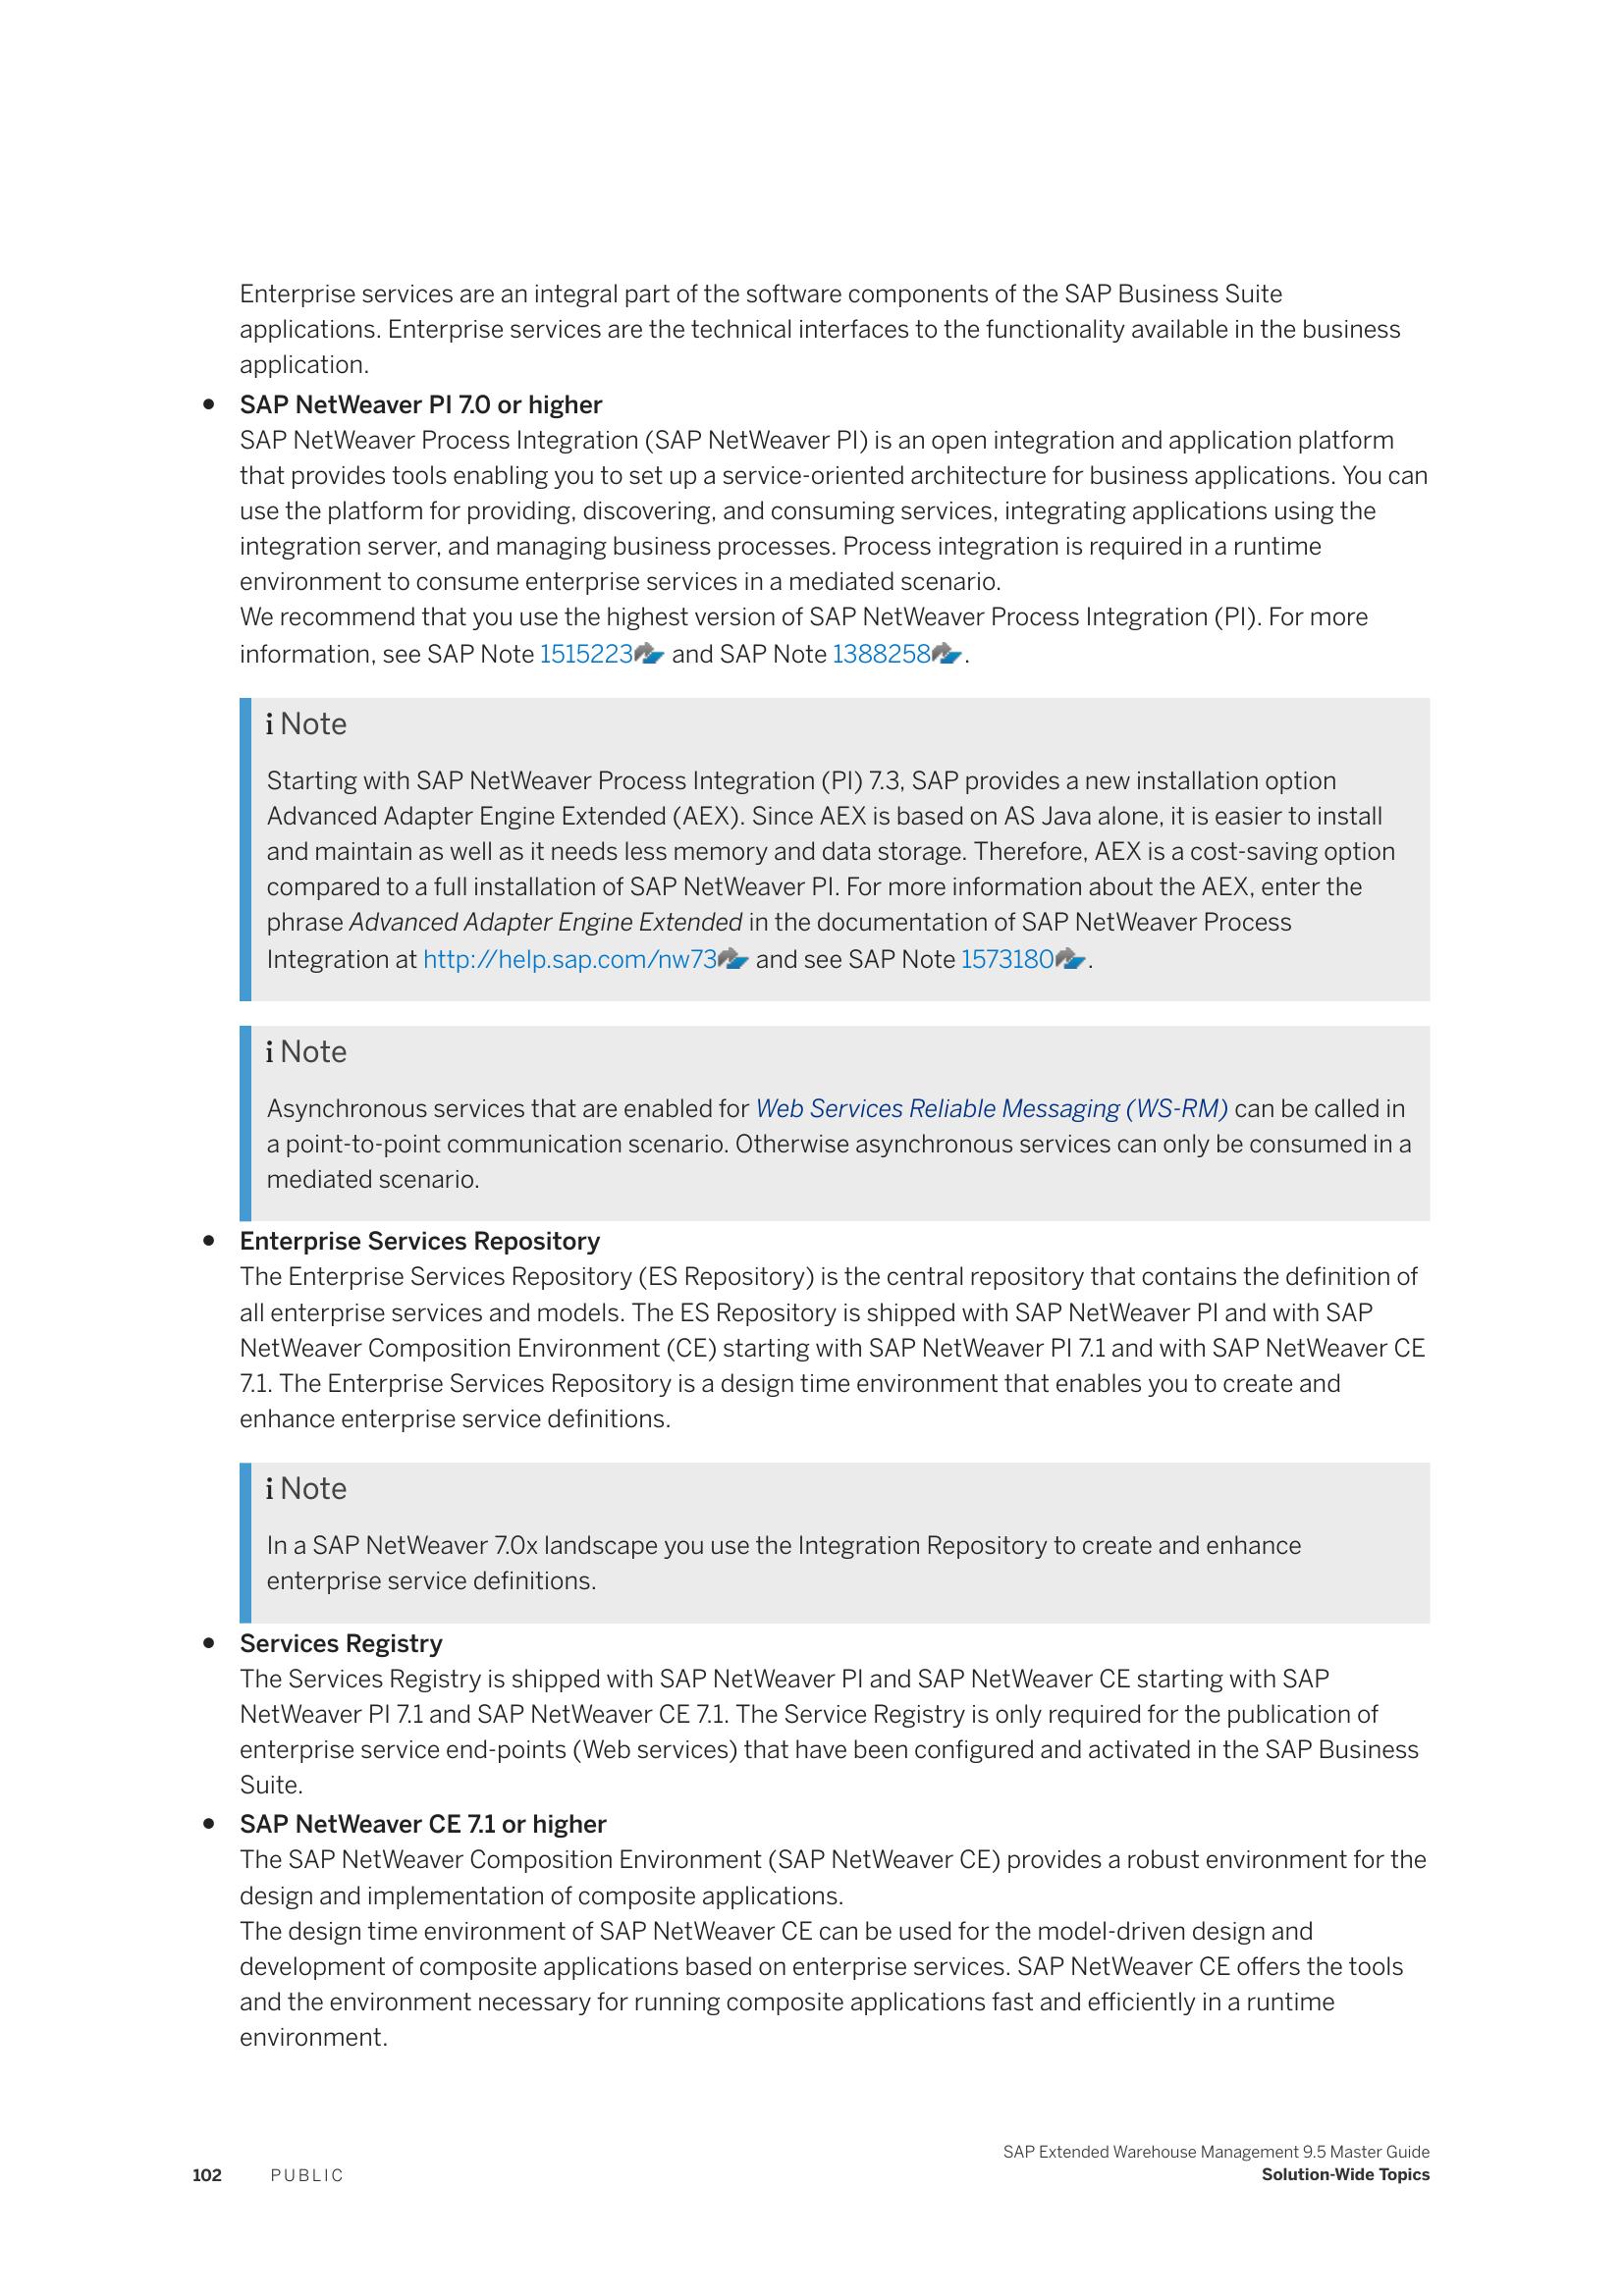 Enterprise services are an integral part of the software components of the SAP Business Suite
applications. Enterprise services are the technical interfaces to the functionality available in the business
application.
● SAP NetWeaver PI 7.0 or higher
SAP NetWeaver Process Integration (SAP NetWeaver PI) is an open integration and application platform
that provides tools enabling you to set up a service-oriented architecture for business applications. You can
use the platform for providing, discovering, and consuming services, integrating applications using the
integration server, and managing business processes. Process integration is required in a runtime
environment to consume enterprise services in a mediated scenario.
We recommend that you use the highest version of SAP NetWeaver Process Integration (PI). For more
information, see SAP Note 1515223 and SAP Note 1388258.
i Note
Starting with SAP NetWeaver Process Integration (PI) 7.3, SAP provides a new installation option
Advanced Adapter Engine Extended (AEX). Since AEX is based on AS Java alone, it is easier to install
and maintain as well as it needs less memory and data storage. Therefore, AEX is a cost-saving option
compared to a full installation of SAP NetWeaver PI. For more information about the AEX, enter the
phrase Advanced Adapter Engine Extended in the documentation of SAP NetWeaver Process
Integration at http://help.sap.com/nw73 and see SAP Note 1573180.
i Note
Asynchronous services that are enabled for Web Services Reliable Messaging (WS-RM) can be called in
a point-to-point communication scenario. Otherwise asynchronous services can only be consumed in a
mediated scenario.
● Enterprise Services Repository
The Enterprise Services Repository (ES Repository) is the central repository that contains the definition of
all enterprise services and models. The ES Repository is shipped with SAP NetWeaver PI and with SAP
NetWeaver Composition Environment (CE) starting with SAP NetWeaver PI 7.1 and with SAP NetWeaver CE
7.1. The Enterprise Services Repository is a design time environment that enables you to create and
enhance enterprise service definitions.
i Note
In a SAP NetWeaver 7.0x landscape you use the Integration Repository to create and enhance
enterprise service definitions.
● Services Registry
The Services Registry is shipped with SAP NetWeaver PI and SAP NetWeaver CE starting with SAP
NetWeaver PI 7.1 and SAP NetWeaver CE 7.1. The Service Registry is only required for the publication of
enterprise service end-points (Web services) that have been configured and activated in the SAP Business
Suite.
● SAP NetWeaver CE 7.1 or higher
The SAP NetWeaver Composition Environment (SAP NetWeaver CE) provides a robust environment for the
design and implementation of composite applications.
The design time environment of SAP NetWeaver CE can be used for the model-driven design and
development of composite applications based on enterprise services. SAP NetWeaver CE offers the tools
and the environment necessary for running composite applications fast and efficiently in a runtime
environment.
SAP Extended Warehouse Management 9.5 Master Guide
102 PUBLIC Solution-Wide Topics